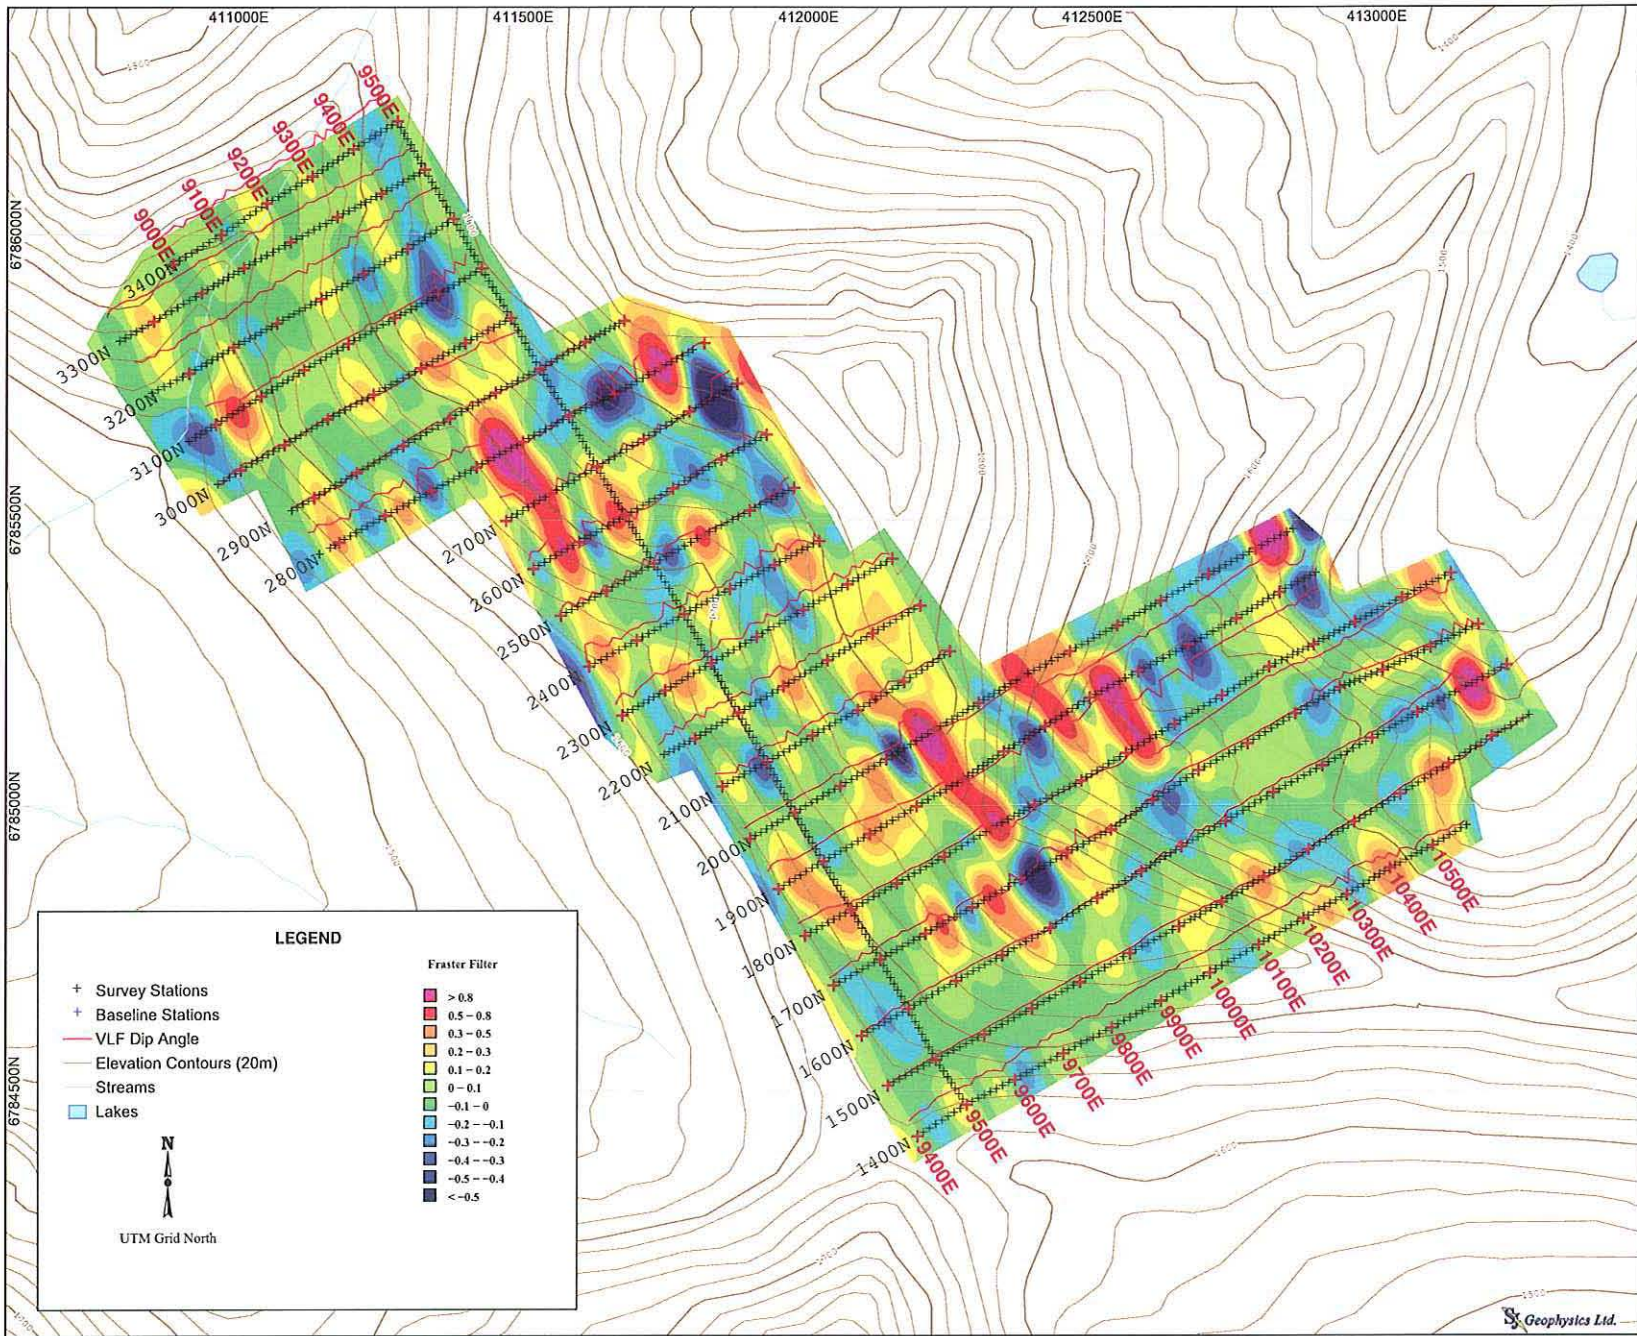 411000E
411500E
412000E
412500E
413000E
6786000N
6785500N
6785000N
6784500N
9500E
9400E
9300E
9200E
9100E
9000E
3400N
3300N
3200N
3100N
3000N
2900N
2800N
2700N
2600N
2500N
2400N
2300N
2200N
2100N
2000N
1900N
1800N
1700N
1600N
1500N
1400N
10500E
10400E
10300E
10200E
10100E
10000E
9900E
9800E
9700E
9600E
9500E
9400E
LEGEND
Survey Stations
Baseline Stations
VLF Dip Angle
Elevation Contours (20m)
Streams
Lakes
N
UTM Grid North
Fraster Filter
> 0.8
0.5 – 0.8
0.3 – 0.5
0.2 – 0.3
0.1 – 0.2
0 – 0.1
–0.1 – 0
–0.2 – –0.1
–0.3 – –0.2
–0.4 – –0.3
–0.5 – –0.4
< –0.5
SJ Geophysics Ltd.